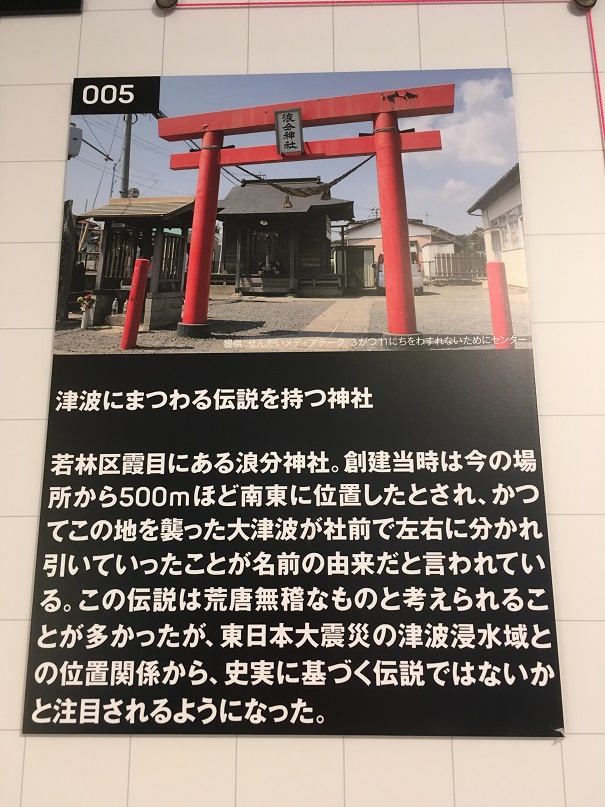 005
浪分神社
提供：せんだいメディアテーク ３がつ１１にちをわすれないためにセンター
津波にまつわる伝説を持つ神社
若林区霞目にある浪分神社。創建当時は今の場
所から500mほど南東に位置したとされ、かつ
てこの地を襲った大津波が社前で左右に分かれ
引いていったことが名前の由来だと言われてい
る。この伝説は荒唐無稽なものと考えられるこ
とが多かったが、東日本大震災の津波浸水域と
の位置関係から、史実に基づく伝説ではないか
と注目されるようになった。